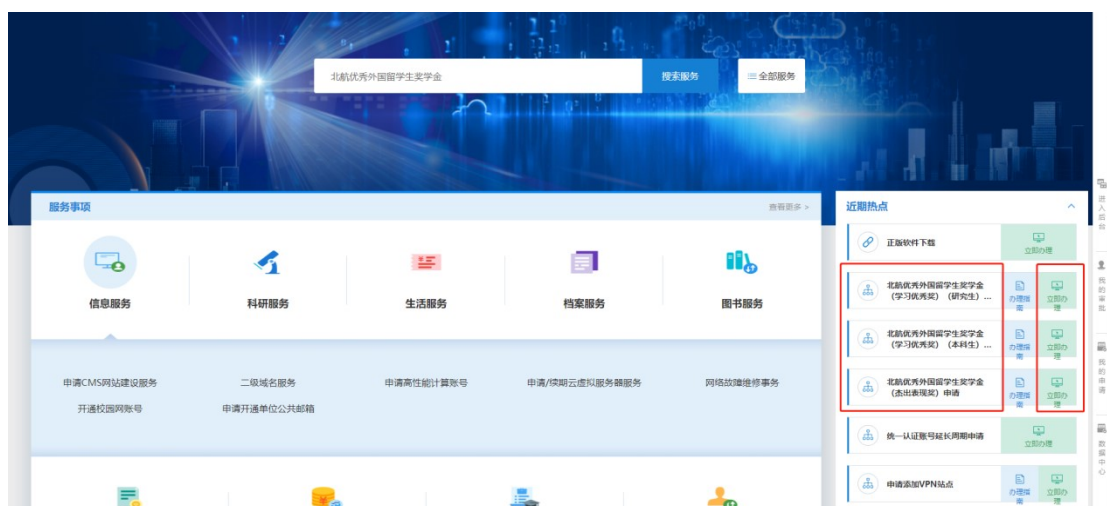 北航优秀外国留学生奖学金
搜索服务
全部服务
服务事项
查看更多 >
信息服务
科研服务
生活服务
档案服务
图书服务
申请CMS网站建设服务
二级域名服务
申请高性能计算账号
申请/续期云虚拟服务器服务
网络故障维修事务
开通校园网账号
申请开通单位公共邮箱
近期热点
正版软件下载
立即办理
北航优秀外国留学生奖学金
（学习优秀奖）（研究生）...
办理指
南
立即办
理
北航优秀外国留学生奖学金
（学习优秀奖）（本科生）...
办理指
南
立即办
理
北航优秀外国留学生奖学金
（杰出表现奖）申请
办理指
南
立即办
理
统一认证账号延长周期申请
立即办理
申请添加VPN站点
办理指
南
立即办
理
进入后台
我的审批
我的申请
数据中心